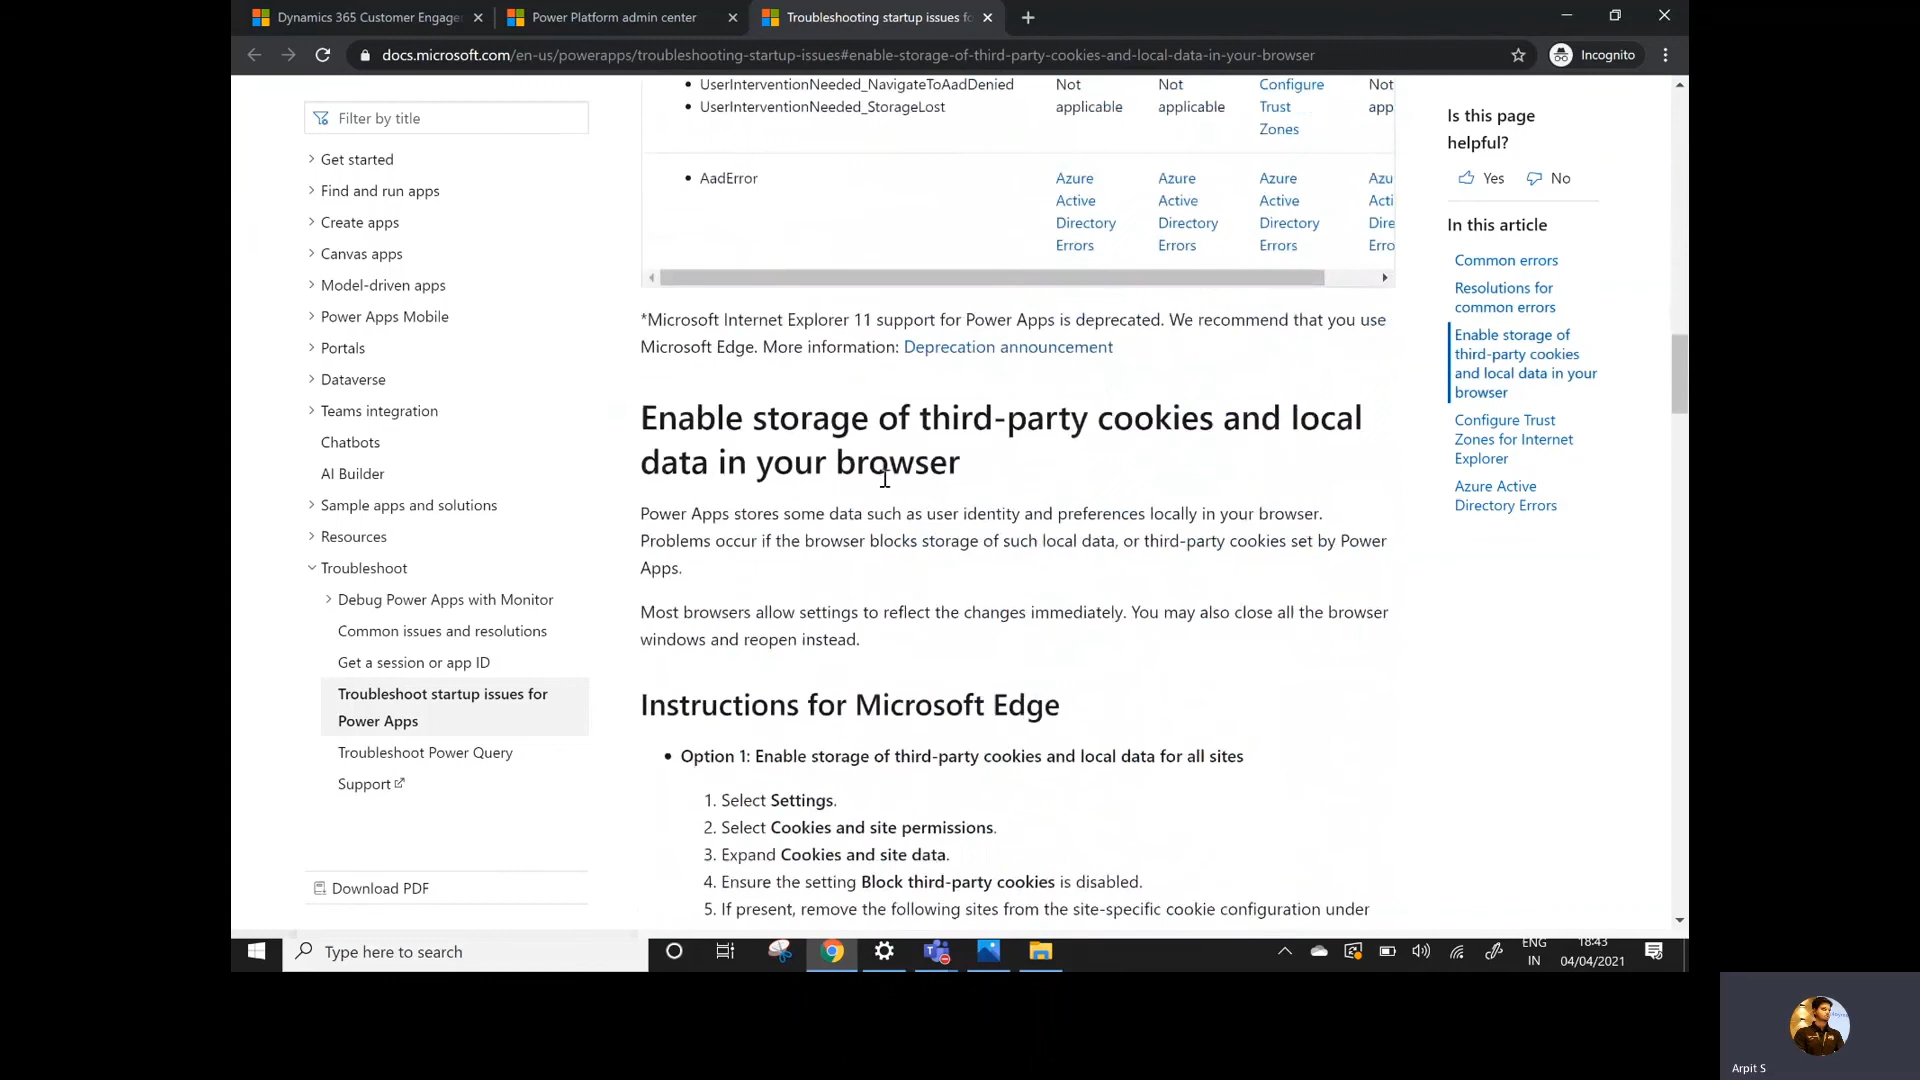 Dynamics 365 Customer Engage
Power Platform admin center
Troubleshooting startup issues fo
docs.microsoft.com/en-us/powerapps/troubleshooting-startup-issues#enable-storage-of-third-party-cookies-and-local-data-in-your-browser
Incognito
Filter by title
Get started
Find and run apps
Create apps
Canvas apps
Model-driven apps
Power Apps Mobile
Portals
Dataverse
Teams integration
Chatbots
AI Builder
Sample apps and solutions
Resources
Troubleshoot
Debug Power Apps with Monitor
Common issues and resolutions
Get a session or app ID
Troubleshoot startup issues for
Power Apps
Troubleshoot Power Query
Support
Download PDF
• UserInterventionNeeded_NavigateToAadDenied
• UserInterventionNeeded_StorageLost
Not
applicable
Not
applicable
Configure
Trust
Zones
Not
app
• AadError
Azure
Active
Directory
Errors
Azure
Active
Directory
Errors
Azure
Active
Directory
Errors
Azu
Acti
Dire
Erro
*Microsoft Internet Explorer 11 support for Power Apps is deprecated. We recommend that you use
Microsoft Edge. More information: Deprecation announcement
Enable storage of third-party cookies and local
data in your browser
Power Apps stores some data such as user identity and preferences locally in your browser.
Problems occur if the browser blocks storage of such local data, or third-party cookies set by Power
Apps.
Most browsers allow settings to reflect the changes immediately. You may also close all the browser
windows and reopen instead.
Instructions for Microsoft Edge
• Option 1: Enable storage of third-party cookies and local data for all sites
1. Select Settings.
2. Select Cookies and site permissions.
3. Expand Cookies and site data.
4. Ensure the setting Block third-party cookies is disabled.
5. If present, remove the following sites from the site-specific cookie configuration under
Is this page
helpful?
Yes
No
In this article
Common errors
Resolutions for
common errors
Enable storage of
third-party cookies
and local data in your
browser
Configure Trust
Zones for Internet
Explorer
Azure Active
Directory Errors
Type here to search
ENG
IN
18:43
04/04/2021
Arpit S